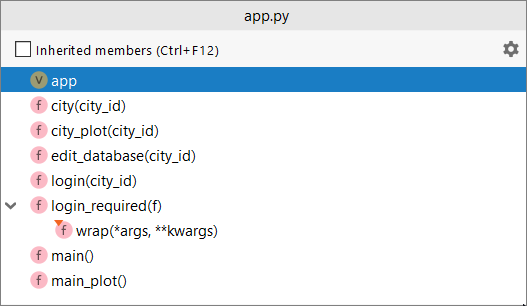 app.py
Inherited members (Ctrl+F12)
V app
f city(city_id)
f city_plot(city_id)
f edit_database(city_id)
f login(city_id)
f login_required(f)
f wrap(*args, **kwargs)
f main()
f main_plot()